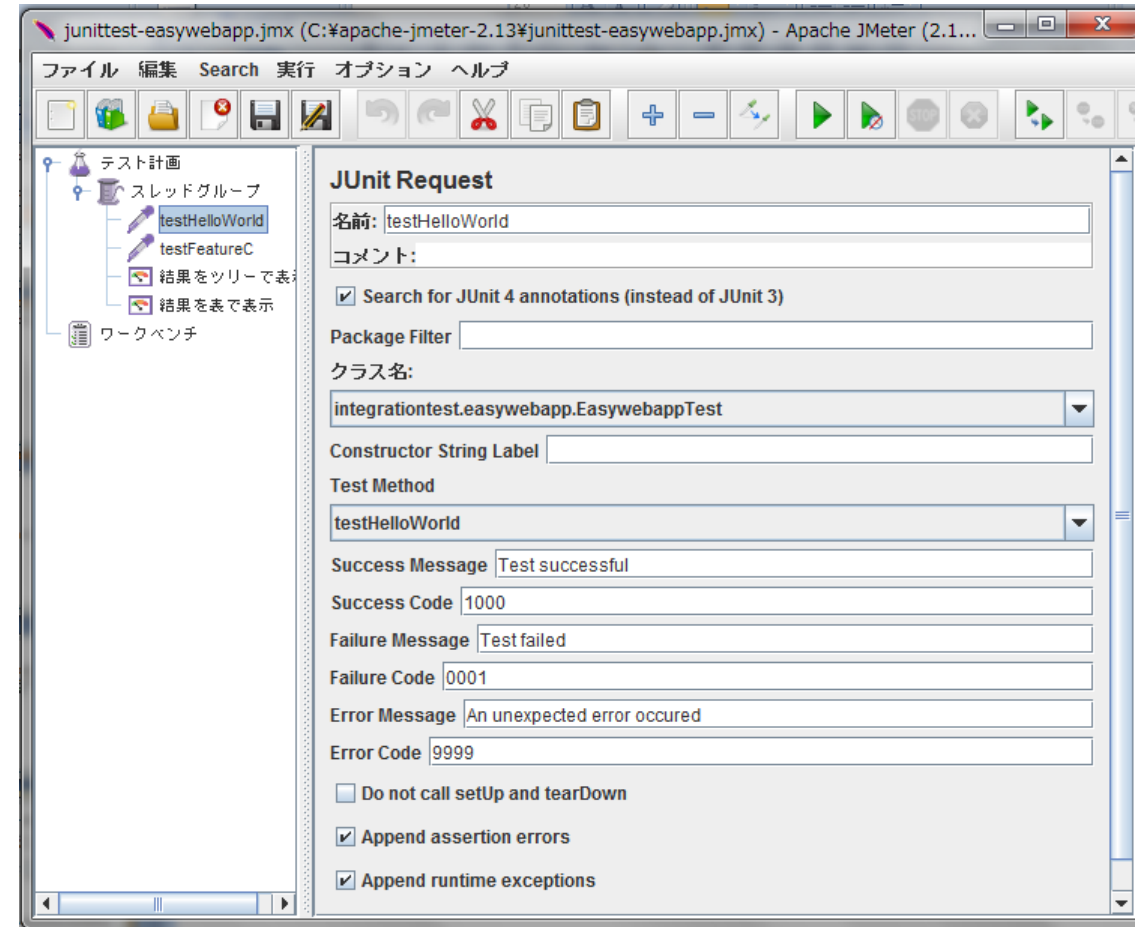 junittest-easywebapp.jmx (C:¥apache-jmeter-2.13¥junittest-easywebapp.jmx) - Apache JMeter (2.1...
ファイル 編集 Search 実行 オプション ヘルプ
STOP
テスト計画
スレッドグループ
testHelloWorld
testFeatureC
結果をツリーで表
結果を表で表示
ワークベンチ
JUnit Request
名前: testHelloWorld
コメント:
Search for JUnit 4 annotations (instead of JUnit 3)
Package Filter
クラス名:
integrationtest.easywebapp.EasywebappTest
Constructor String Label
Test Method
testHelloWorld
Success Message Test successful
Success Code 1000
Failure Message Test failed
Failure Code 0001
Error Message An unexpected error occured
Error Code 9999
Do not call setUp and tearDown
Append assertion errors
Append runtime exceptions